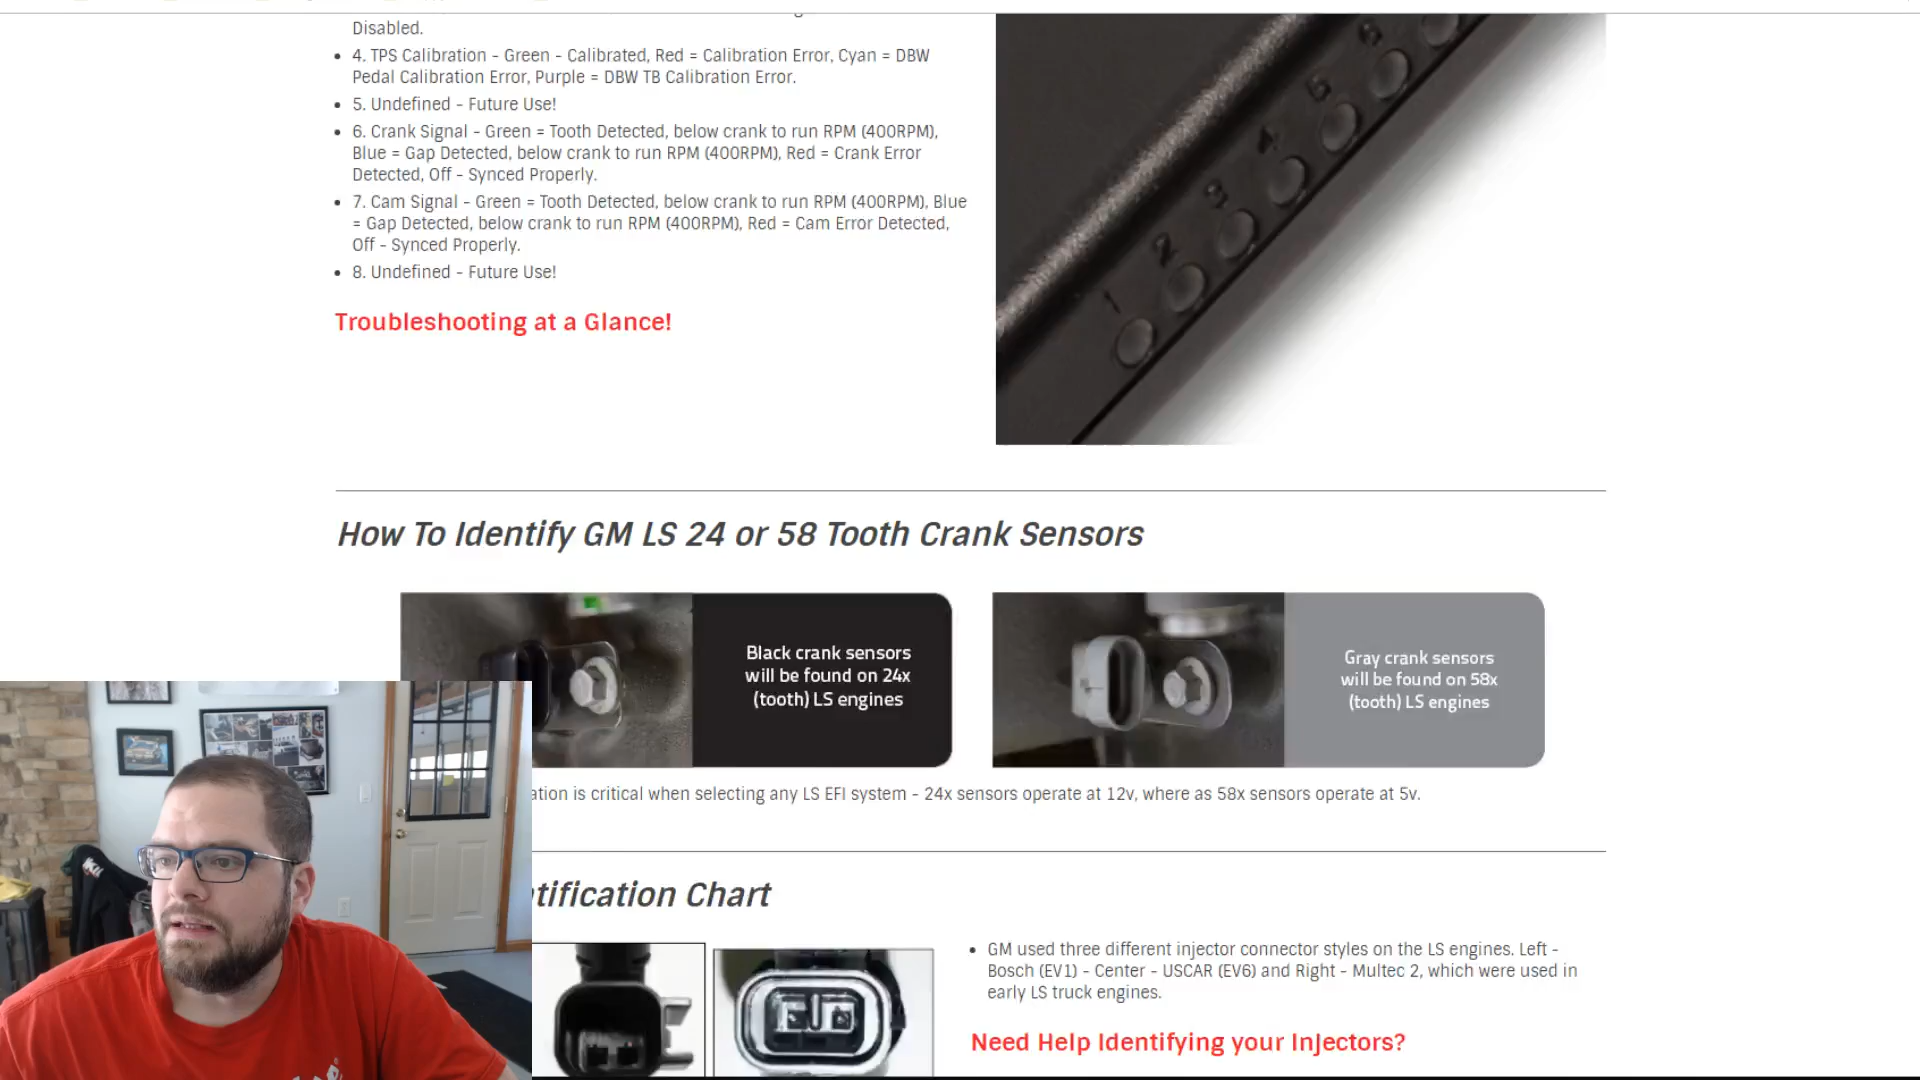 Disabled.
4. TPS Calibration - Green - Calibrated, Red = Calibration Error, Cyan = DBW
Pedal Calibration Error, Purple = DBW TB Calibration Error.
5. Undefined - Future Use!
6. Crank Signal - Green = Tooth Detected, below crank to run RPM (400RPM),
Blue = Gap Detected, below crank to run RPM (400RPM), Red = Crank Error
Detected, Off - Synced Properly.
7. Cam Signal - Green = Tooth Detected, below crank to run RPM (400RPM), Blue
= Gap Detected, below crank to run RPM (400RPM), Red = Cam Error Detected,
Off - Synced Properly.
8. Undefined - Future Use!
Troubleshooting at a Glance!
1 2 3 4
How To Identify GM LS 24 or 58 Tooth Crank Sensors
Black crank sensors
will be found on 24x
(tooth) LS engines
Gray crank sensors
will be found on 58x
(tooth) LS engines
is critical when selecting any LS EFI system - 24x sensors operate at 12v, where as 58x sensors operate at 5v.
Chart
GM used three different injector connector styles on the LS engines. Left -
Bosch (EV1) - Center - USCAR (EV6) and Right - Multec 2, which were used in
early LS truck engines.
Need Help Identifying your Injectors?